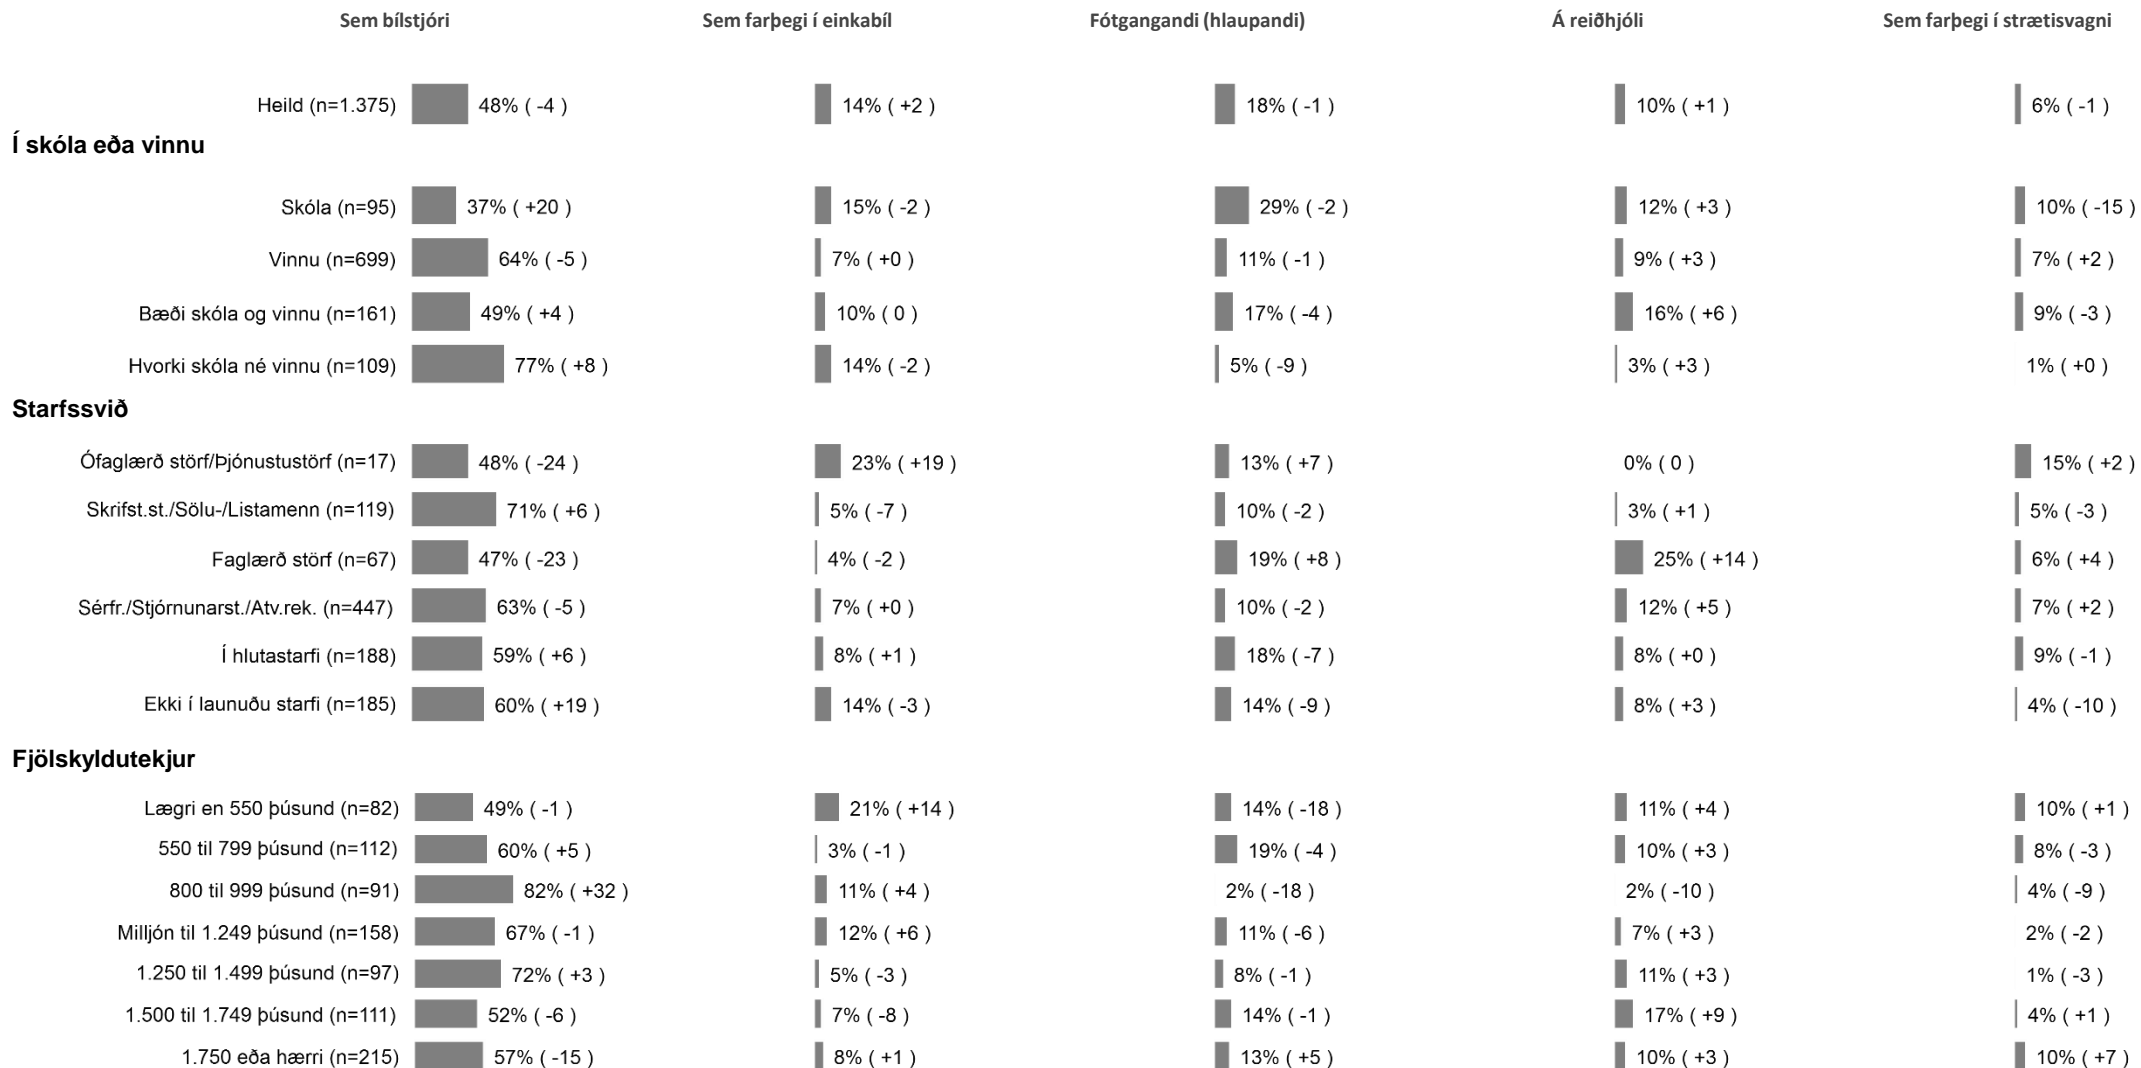 Sem bílstjóri Sem farþegi í einkabíl Fótgangandi (hlaupandi) Á reiðhjóli Sem farþegi í strætisvagni
Heild (n=1.375) 48% ( -4 ) 14% ( +2 ) 18% ( -1 ) 10% ( +1 ) 6% ( -1 )
Í skóla eða vinnu
Skóla (n=95) 37% ( +20 ) 15% ( -2 ) 29% ( -2 ) 12% ( +3 ) 10% ( -15 )
Vinnu (n=699) 64% ( -5 ) 7% ( +0 ) 11% ( -1 ) 9% ( +3 ) 7% ( +2 )
Bæði skóla og vinnu (n=161) 49% ( +4 ) 10% ( 0 ) 17% ( -4 ) 16% ( +6 ) 9% ( -3 )
Hvorki skóla né vinnu (n=109) 77% ( +8 ) 14% ( -2 ) 5% ( -9 ) 3% ( +3 ) 1% ( +0 )
Starfssvið
Ófaglærð störf/Þjónustustörf (n=17) 48% ( -24 ) 23% ( +19 ) 13% ( +7 ) 0% ( 0 ) 15% ( +2 )
Skrifst.st./Sölu-/Listamenn (n=119) 71% ( +6 ) 5% ( -7 ) 10% ( -2 ) 3% ( +1 ) 5% ( -3 )
Faglærð störf (n=67) 47% ( -23 ) 4% ( -2 ) 19% ( +8 ) 25% ( +14 ) 6% ( +4 )
Sérfr./Stjórnunarst./Atv.rek. (n=447) 63% ( -5 ) 7% ( +0 ) 10% ( -2 ) 12% ( +5 ) 7% ( +2 )
Í hlutastarfi (n=188) 59% ( +6 ) 8% ( +1 ) 18% ( -7 ) 8% ( +0 ) 9% ( -1 )
Ekki í launuðu starfi (n=185) 60% ( +19 ) 14% ( -3 ) 14% ( -9 ) 8% ( +3 ) 4% ( -10 )
Fjölskyldutekjur
Lægri en 550 þúsund (n=82) 49% ( -1 ) 21% ( +14 ) 14% ( -18 ) 11% ( +4 ) 10% ( +1 )
550 til 799 þúsund (n=112) 60% ( +5 ) 3% ( -1 ) 19% ( -4 ) 10% ( +3 ) 8% ( -3 )
800 til 999 þúsund (n=91) 82% ( +32 ) 11% ( +4 ) 2% ( -18 ) 2% ( -10 ) 4% ( -9 )
Milljón til 1.249 þúsund (n=158) 67% ( -1 ) 12% ( +6 ) 11% ( -6 ) 7% ( +3 ) 2% ( -2 )
1.250 til 1.499 þúsund (n=97) 72% ( +3 ) 5% ( -3 ) 8% ( -1 ) 11% ( +3 ) 1% ( -3 )
1.500 til 1.749 þúsund (n=111) 52% ( -6 ) 7% ( -8 ) 14% ( -1 ) 17% ( +9 ) 4% ( +1 )
1.750 eða hærri (n=215) 57% ( -15 ) 8% ( +1 ) 13% ( +5 ) 10% ( +3 ) 10% ( +7 )